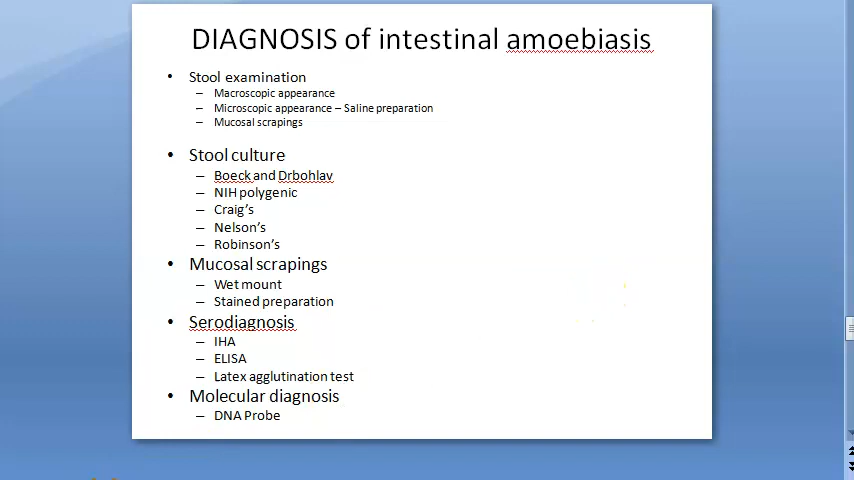 DIAGNOSIS of intestinal amoebiasis
• Stool examination
– Macroscopic appearance
– Microscopic appearance – Saline preparation
– Mucosal scrapings
• Stool culture
– Boeck and Drbohlav
– NIH polygenic
– Craig's
– Nelson's
– Robinson's
• Mucosal scrapings
– Wet mount
– Stained preparation
• Serodiagnosis
– IHA
– ELISA
– Latex agglutination test
• Molecular diagnosis
– DNA Probe